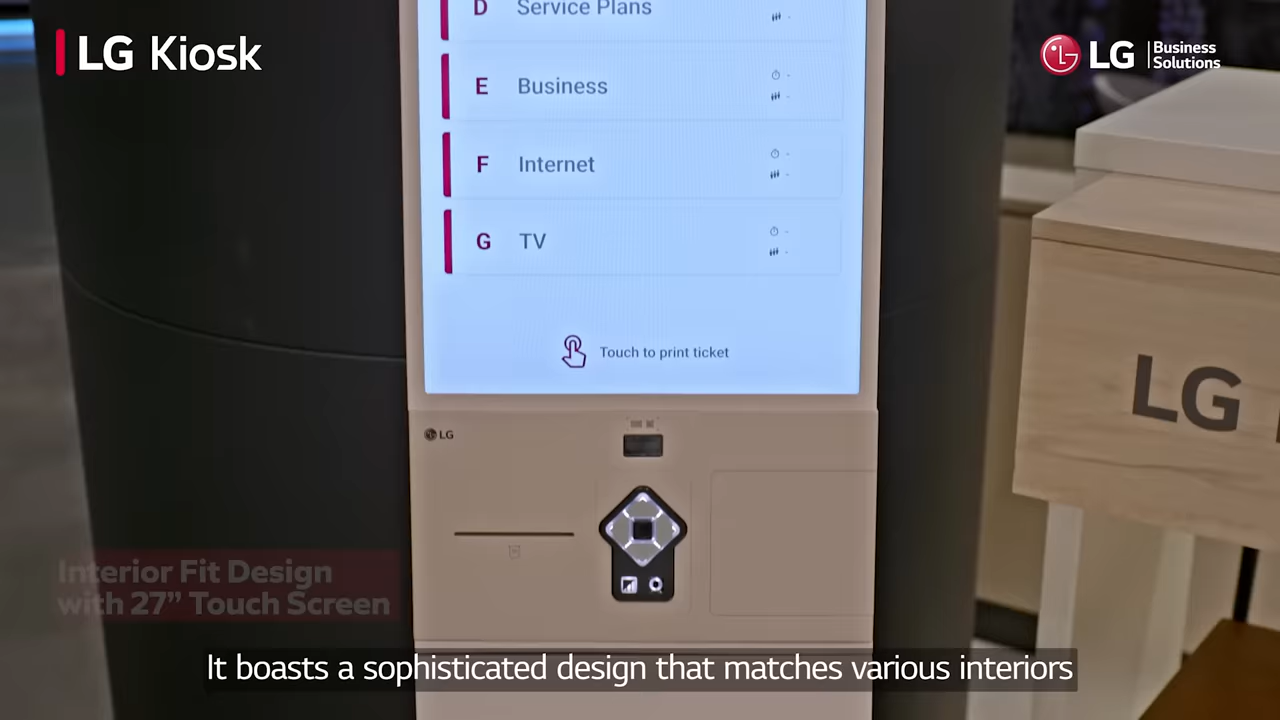 LG Kiosk
LG Business
Solutions
D Service Plans
E Business
F Internet
G TV
Touch to print ticket
LG
LG
Interior Fit Design
with 27” Touch Screen
It boasts a sophisticated design that matches various interiors